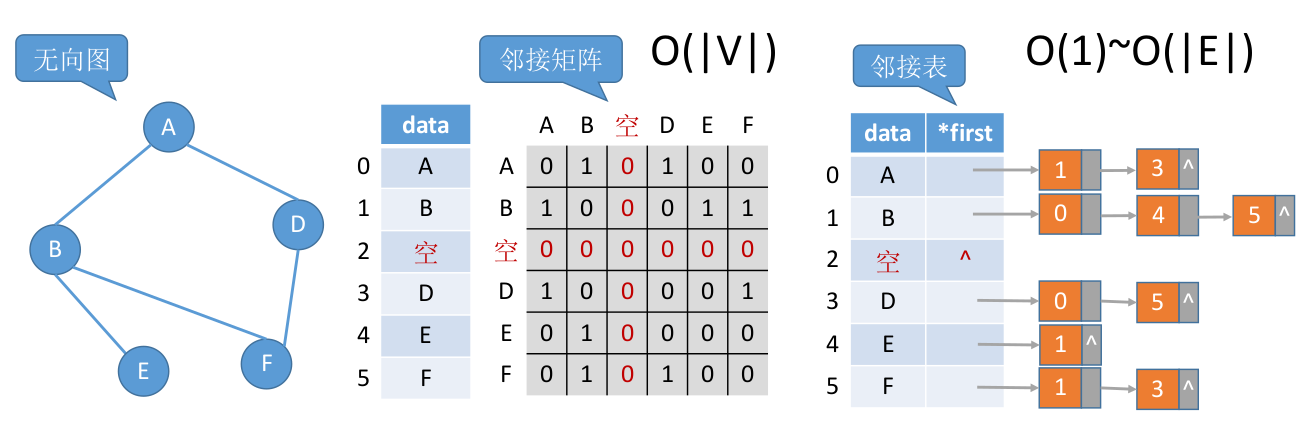 无向图
A
B
D
E
F
邻接矩阵
O(|V|)
data
0 A
1 B
2 空
3 D
4 E
5 F
A B 空 D E F
A 0 1 0 1 0 0
B 1 0 0 0 1 1
空 0 0 0 0 0 0
D 1 0 0 0 0 1
E 0 1 0 0 0 0
F 0 1 0 1 0 0
邻接表
O(1)~O(|E|)
data *first
0 A 1 3 ^
1 B 0 4 5 ^
2 空 ^
3 D 0 5 ^
4 E 1 ^
5 F 1 3 ^